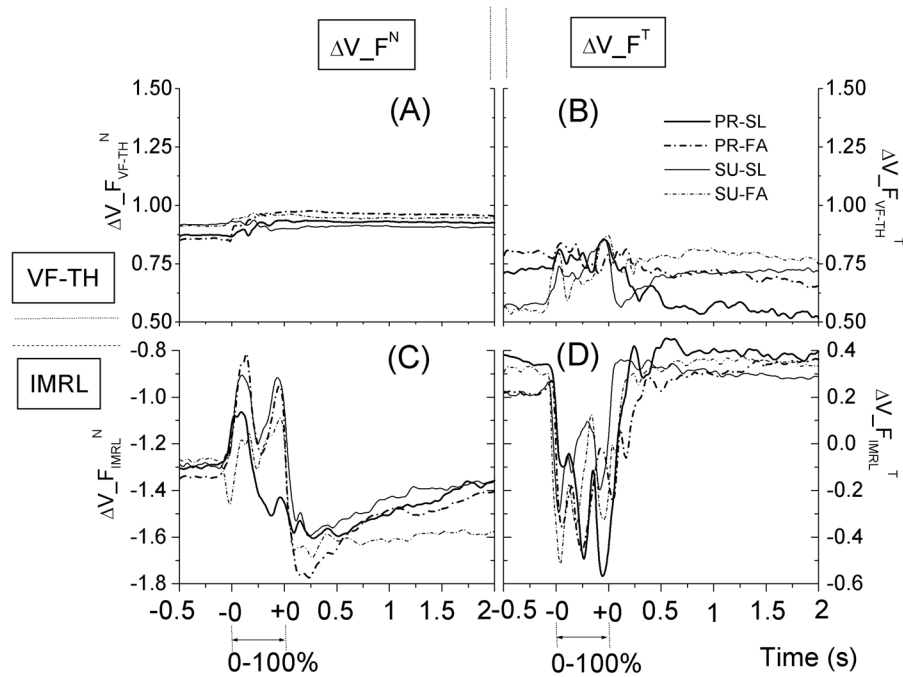 ΔV_F^N
ΔV_F^T
(A)
(B)
PR-SL
PR-FA
SU-SL
SU-FA
ΔV_F_VF-TH^N
1.50
1.25
1.00
0.75
0.50
1.50
1.25
1.00
0.75
0.50
ΔV_F_VF-TH^T
VF-TH
IMRL
(C)
(D)
ΔV_F_IMRL^N
-0.8
-1.0
-1.2
-1.4
-1.6
-1.8
0.4
0.2
0.0
-0.2
-0.4
-0.6
ΔV_F_IMRL^T
-0.5 -0 +0 0.5 1 1.5 2
-0.5 -0 +0 0.5 1 1.5 2
0-100%
0-100%
Time (s)